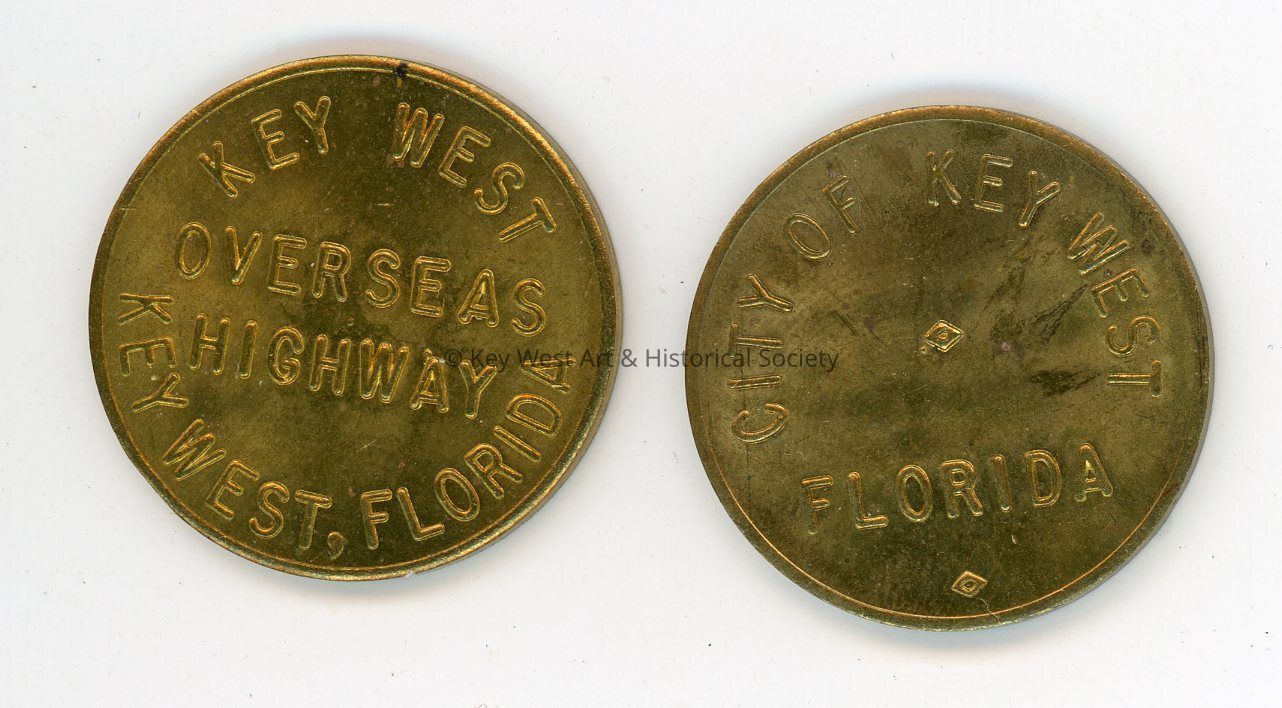 KEY WEST
OVERSEAS
HIGHWAY
KEY WEST, FLORIDA
CITY OF KEY WEST
FLORIDA
© Key West Art & Historical Society